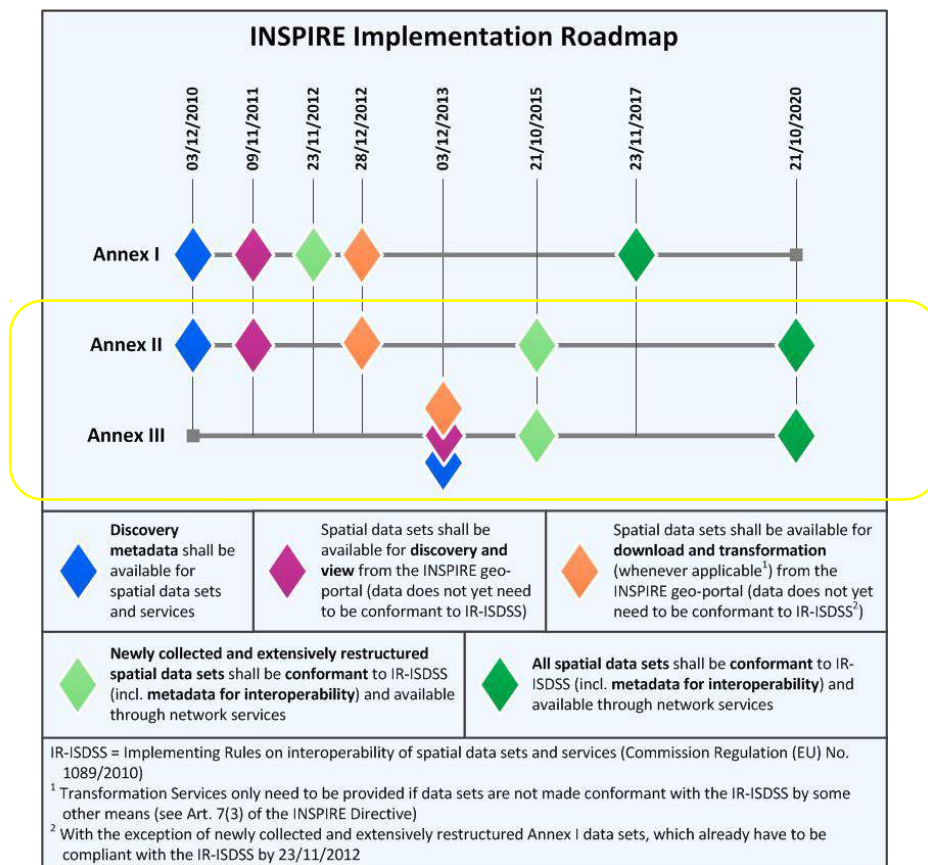 INSPIRE Implementation Roadmap
03/12/2010
09/11/2011
23/11/2012
28/12/2012
03/12/2013
21/10/2015
23/11/2017
21/10/2020
Annex I
Annex II
Annex III
Discovery
metadata shall be
available for
spatial data sets
and services
Spatial data sets shall be
available for discovery and
view from the INSPIRE geo-
portal (data does not yet need
to be conformant to IR-ISDSS)
Spatial data sets shall be available for
download and transformation
(whenever applicable¹) from the
INSPIRE geo-portal (data does not yet
need to be conformant to IR-ISDSS²)
Newly collected and extensively restructured
spatial data sets shall be conformant to IR-ISDSS
(incl. metadata for interoperability) and available
through network services
All spatial data sets shall be conformant to IR-
ISDSS (incl. metadata for interoperability) and
available through network services
IR-ISDSS = Implementing Rules on interoperability of spatial data sets and services (Commission Regulation (EU) No.
1089/2010)
¹ Transformation Services only need to be provided if data sets are not made conformant with the IR-ISDSS by some
other means (see Art. 7(3) of the INSPIRE Directive)
² With the exception of newly collected and extensively restructured Annex I data sets, which already have to be
compliant with the IR-ISDSS by 23/11/2012